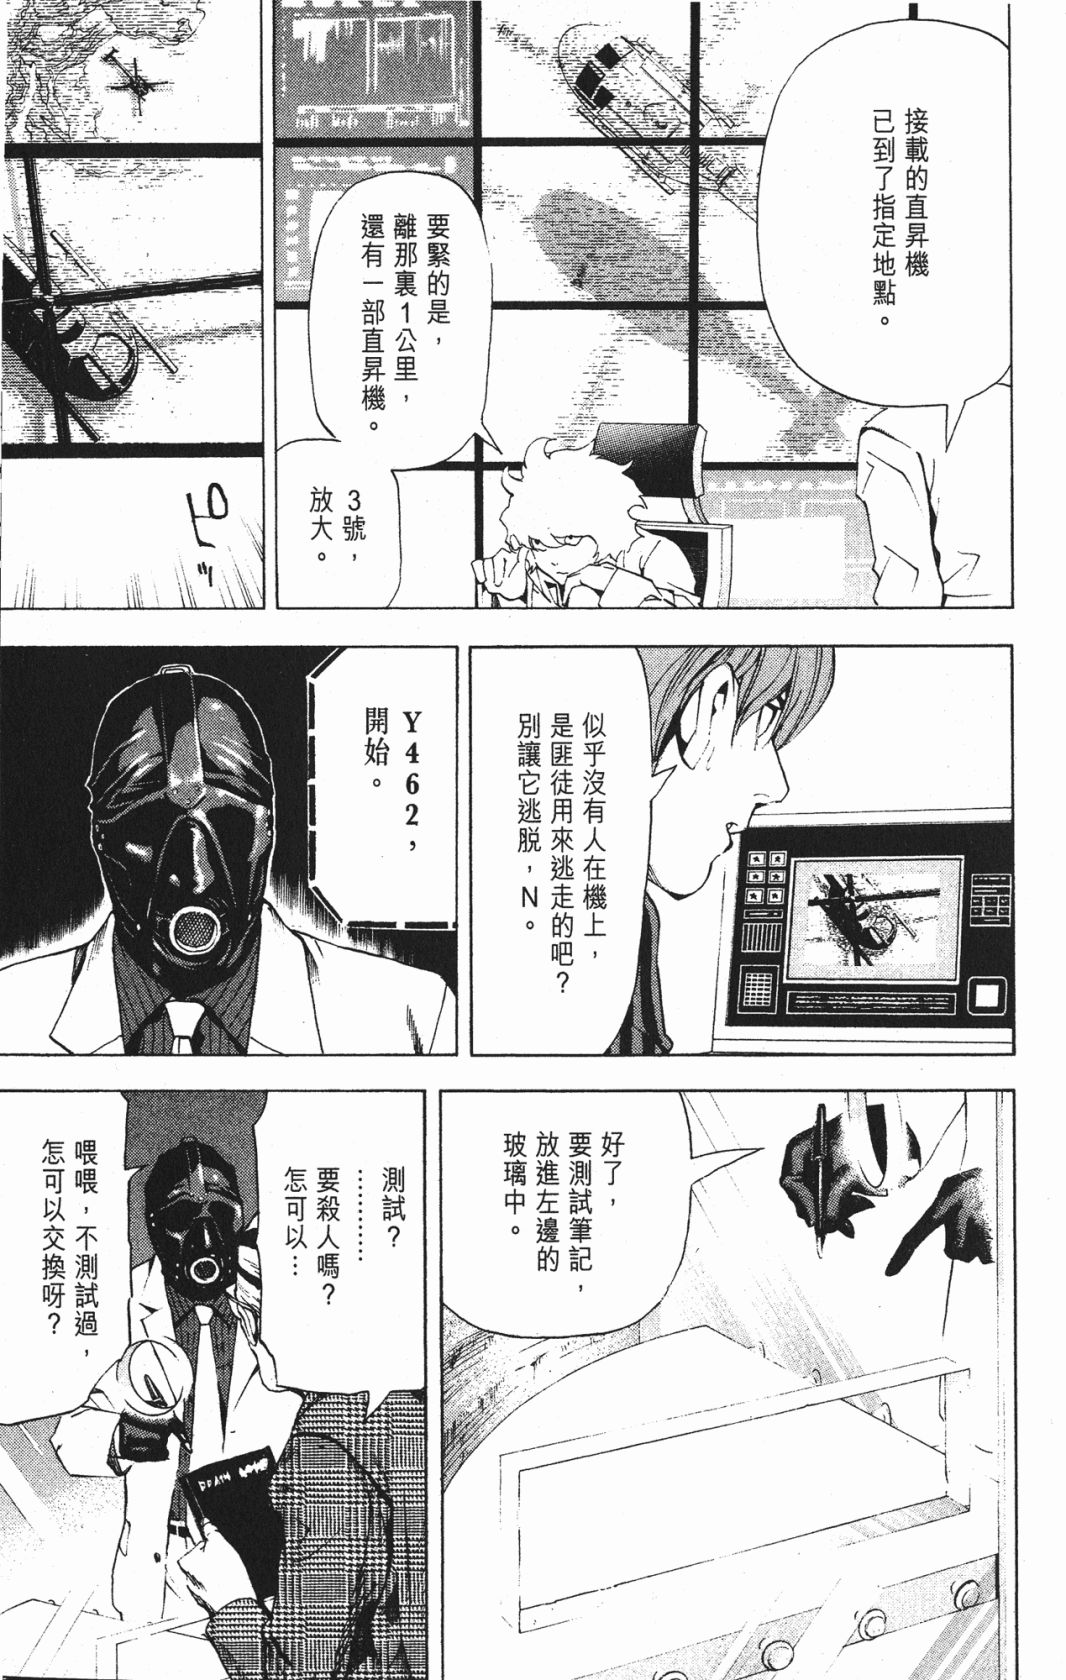 接載的直昇機
已到了指定地點。
要緊的是，
離那裏1公里，
還有一部直昇機。
3號，
放大。
似乎沒有人在機上，
是匪徒用來逃走的吧？
別讓它逃脱，N。
Y462，
開始。
好了，
要測試筆記，
放進左邊的
玻璃中。
測試？
………
要殺人嗎？
怎可以…
喂喂，不測試過，
怎可以交換呀？
DEATH NOTE